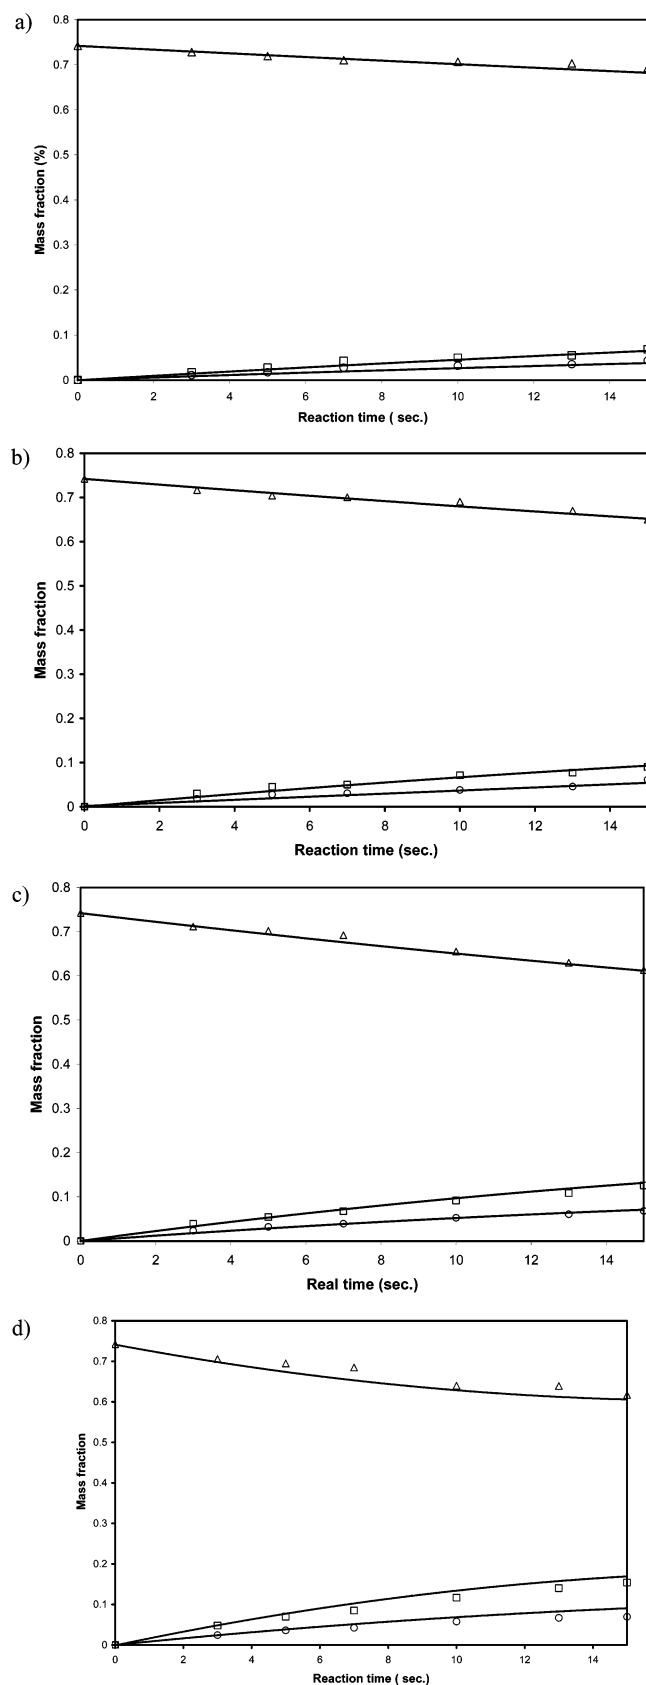 a)
0.8
0.7
0.6
0.5
0.4
0.3
0.2
0.1
0
Mass fraction (%)
0 2 4 6 8 10 12 14
Reaction time ( sec.)
b)
0.8
0.7
0.6
0.5
0.4
0.3
0.2
0.1
0
Mass fraction
0 2 4 6 8 10 12 14
Reaction time (sec.)
c)
0.8
0.7
0.6
0.5
0.4
0.3
0.2
0.1
0
Mass fraction
0 2 4 6 8 10 12 14
Real time (sec.)
d)
0.8
0.7
0.6
0.5
0.4
0.3
0.2
0.1
0
Mass fraction
0 2 4 6 8 10 12 14
Reaction time ( sec.)